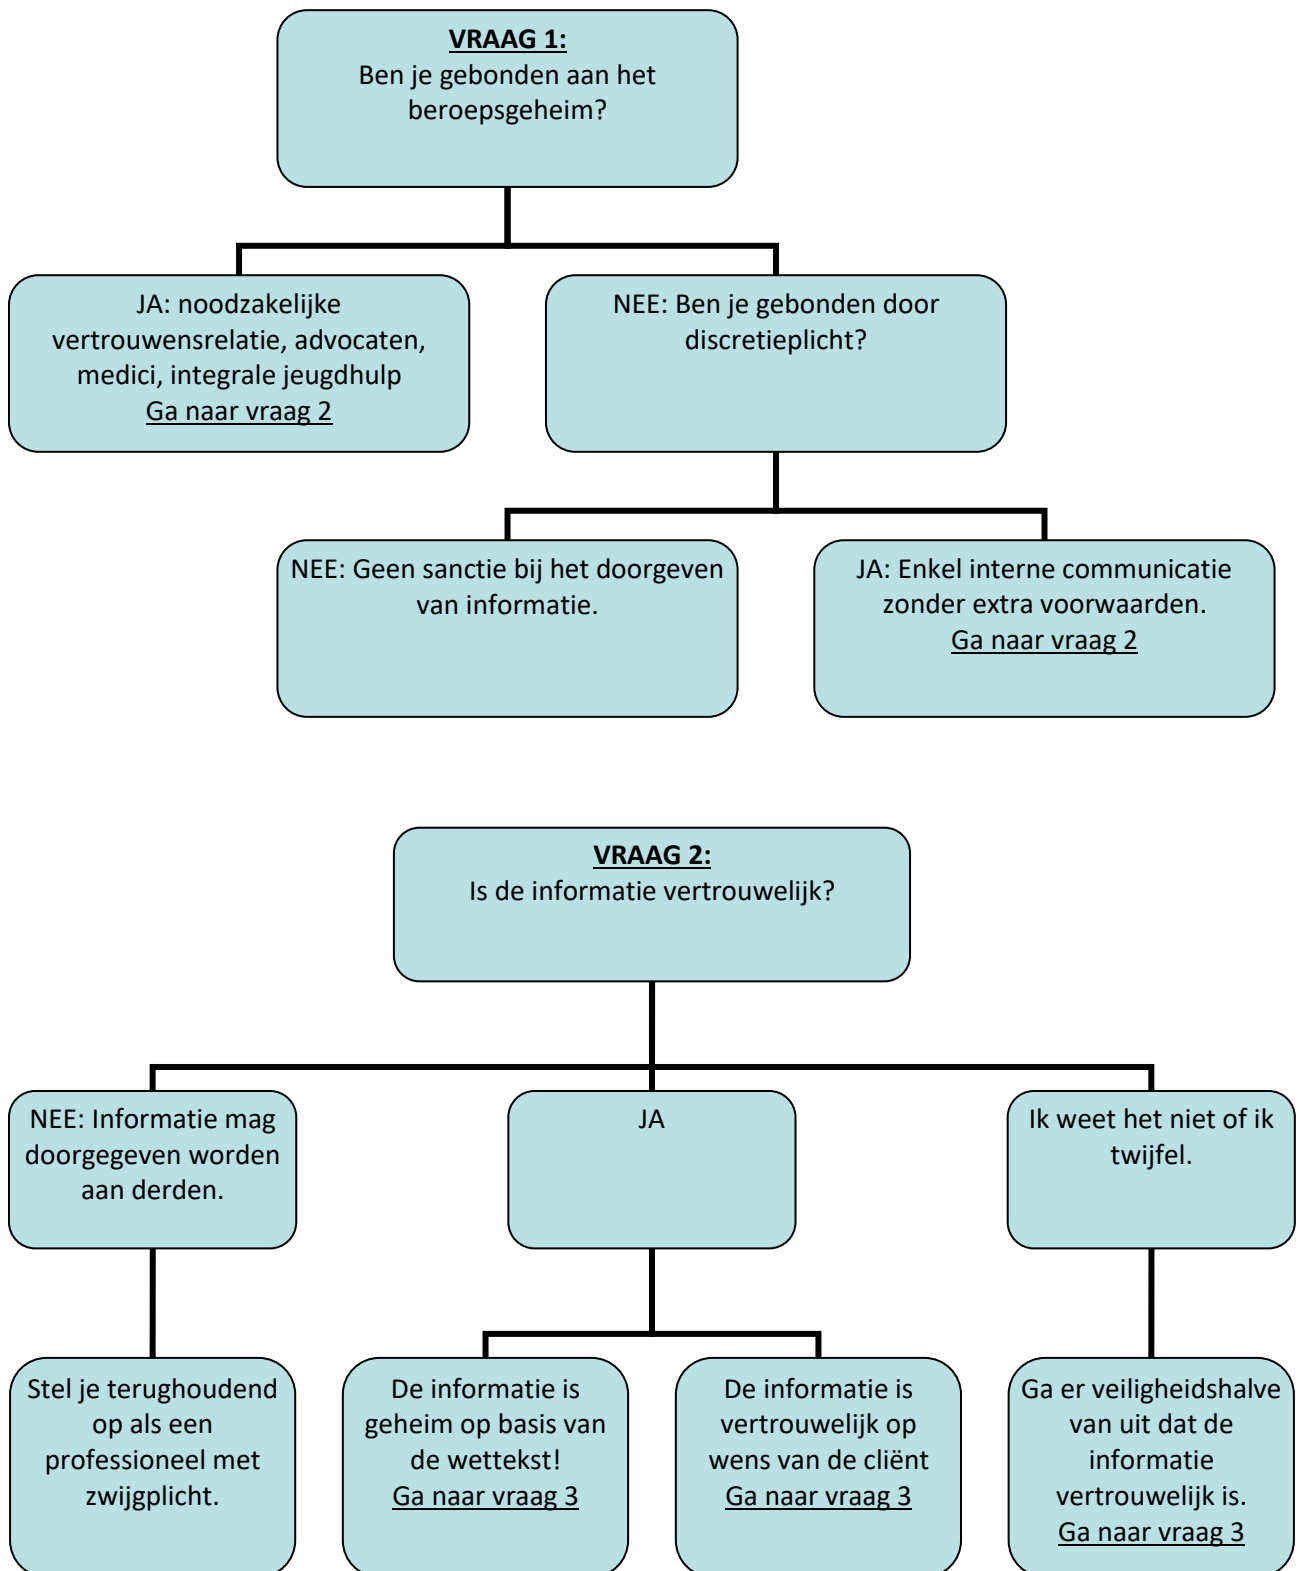 VRAAG 1:
Ben je gebonden aan het
beroepsgeheim?
JA: noodzakelijke
vertrouwensrelatie, advocaten,
medici, integrale jeugdhulp
Ga naar vraag 2
NEE: Ben je gebonden door
discretieplicht?
NEE: Geen sanctie bij het doorgeven
van informatie.
JA: Enkel interne communicatie
zonder extra voorwaarden.
Ga naar vraag 2
VRAAG 2:
Is de informatie vertrouwelijk?
NEE: Informatie mag
doorgegeven worden
aan derden.
JA
Ik weet het niet of ik
twijfel.
Stel je terughoudend
op als een
professioneel met
zwijgplicht.
De informatie is
geheim op basis van
de wettekst!
Ga naar vraag 3
De informatie is
vertrouwelijk op
wens van de cliënt
Ga naar vraag 3
Ga er veiligheidshalve
van uit dat de
informatie
vertrouwelijk is.
Ga naar vraag 3